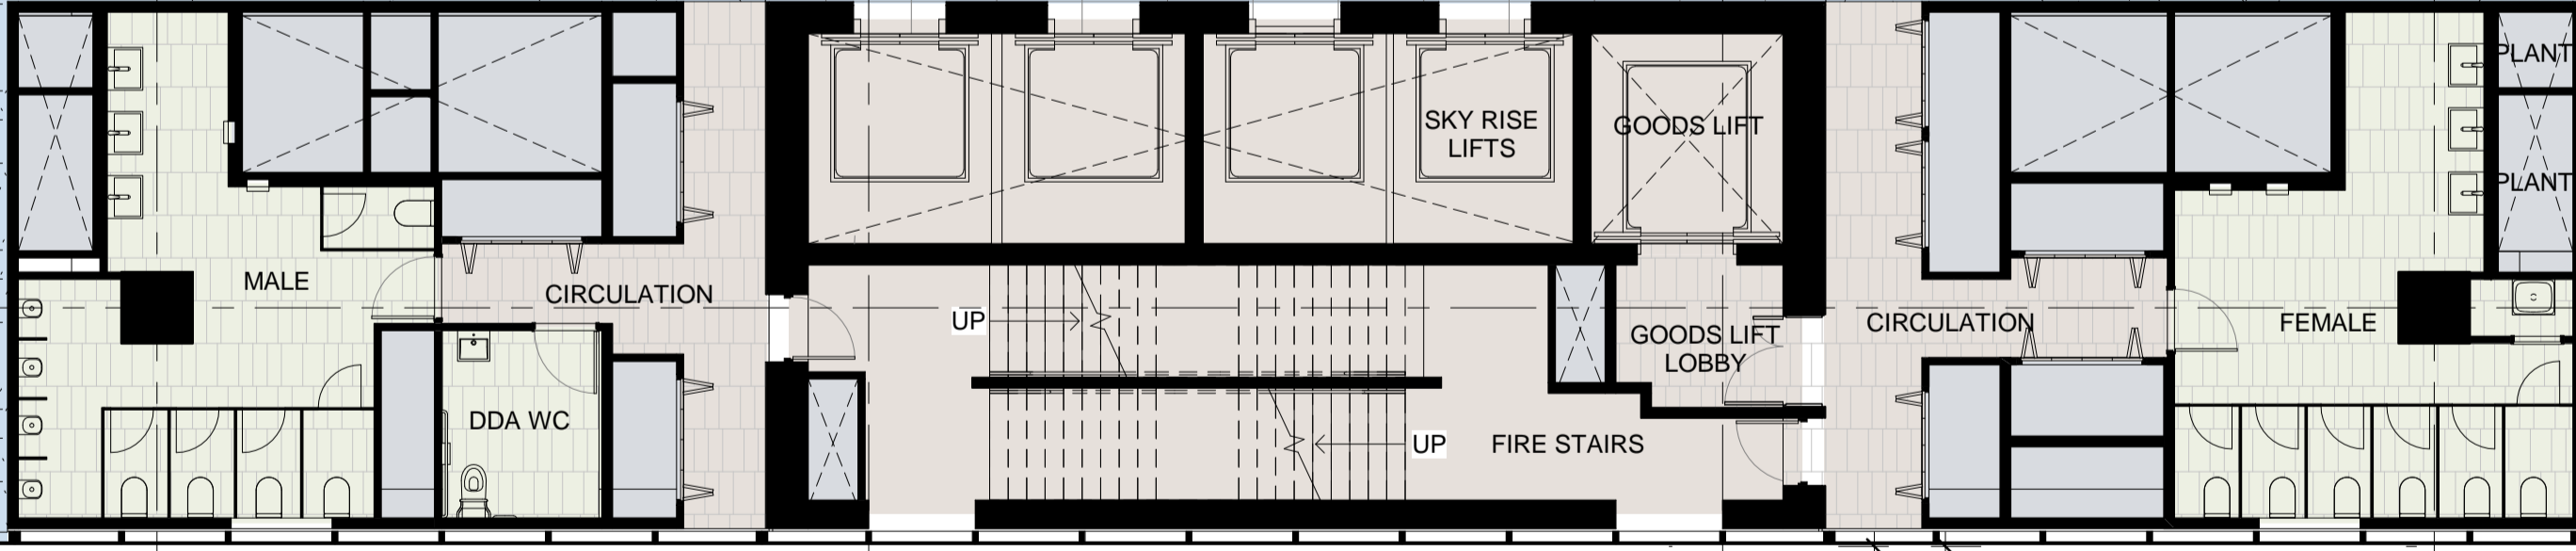 PLANT
SKY RISE
LIFTS
GOODS LIFT
PLANT
MALE
CIRCULATION
UP
GOODS LIFT
LOBBY
CIRCULATION
FEMALE
DDA WC
UP
FIRE STAIRS